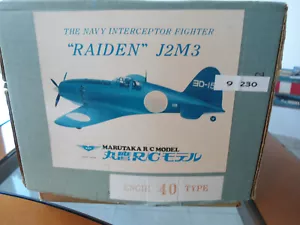 THE NAVY INTERCEPTOR FIGHTER
"RAIDEN" J2M3
9 230
MARUTAKA R/C MODEL
丸鷹R/Cモデル
40 TYPE